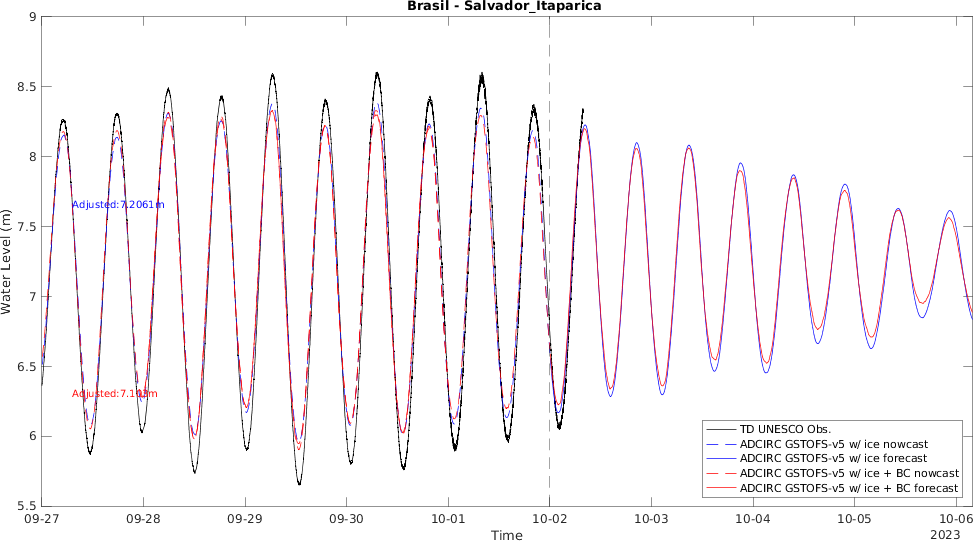 Brasil - Salvador_Itaparica
9
8.5
8
7.5
7
6.5
6
5.5
Water Level (m)
Adjusted:7.2061m
TD UNESCO Obs.
ADCIRC GSTOFS-v5 w/ ice nowcast
ADCIRC GSTOFS-v5 w/ ice forecast
ADCIRC GSTOFS-v5 w/ ice + BC nowcast
ADCIRC GSTOFS-v5 w/ ice + BC forecast
09-27
09-28
09-29
09-30
10-01
10-02
10-03
10-04
10-05
10-06
Time
2023